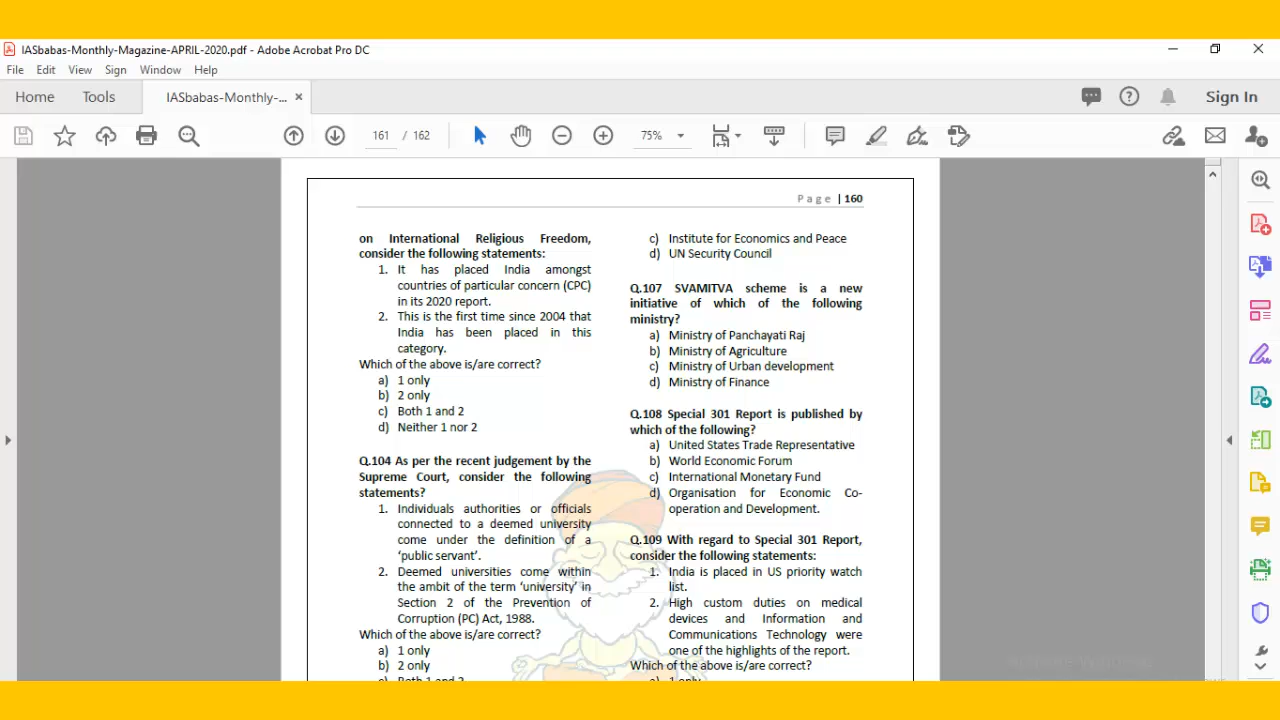 IASbabas-Monthly-Magazine-APRIL-2020.pdf - Adobe Acrobat Pro DC
File Edit View Sign Window Help
Home Tools IASbabas-Monthly-... ×
Sign In
161 / 162
75%
Page | 160
on International Religious Freedom,
consider the following statements:
1. It has placed India amongst
countries of particular concern (CPC)
in its 2020 report.
2. This is the first time since 2004 that
India has been placed in this
category.
Which of the above is/are correct?
a) 1 only
b) 2 only
c) Both 1 and 2
d) Neither 1 nor 2
Q.104 As per the recent judgement by the
Supreme Court, consider the following
statements?
1. Individuals authorities or officials
connected to a deemed university
come under the definition of a
‘public servant’.
2. Deemed universities come within
the ambit of the term ‘university’ in
Section 2 of the Prevention of
Corruption (PC) Act, 1988.
Which of the above is/are correct?
a) 1 only
b) 2 only
c) Both 1 and 2
c) Institute for Economics and Peace
d) UN Security Council
Q.107 SVAMITVA scheme is a new
initiative of which of the following
ministry?
a) Ministry of Panchayati Raj
b) Ministry of Agriculture
c) Ministry of Urban development
d) Ministry of Finance
Q.108 Special 301 Report is published by
which of the following?
a) United States Trade Representative
b) World Economic Forum
c) International Monetary Fund
d) Organisation for Economic Co-
operation and Development.
Q.109 With regard to Special 301 Report,
consider the following statements:
1. India is placed in US priority watch
list.
2. High custom duties on medical
devices and Information and
Communications Technology were
one of the highlights of the report.
Which of the above is/are correct?
a) 1 only